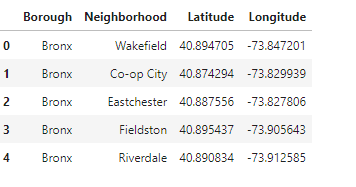 Borough Neighborhood Latitude Longitude
0 Bronx Wakefield 40.894705 -73.847201
1 Bronx Co-op City 40.874294 -73.829939
2 Bronx Eastchester 40.887556 -73.827806
3 Bronx Fieldston 40.895437 -73.905643
4 Bronx Riverdale 40.890834 -73.912585